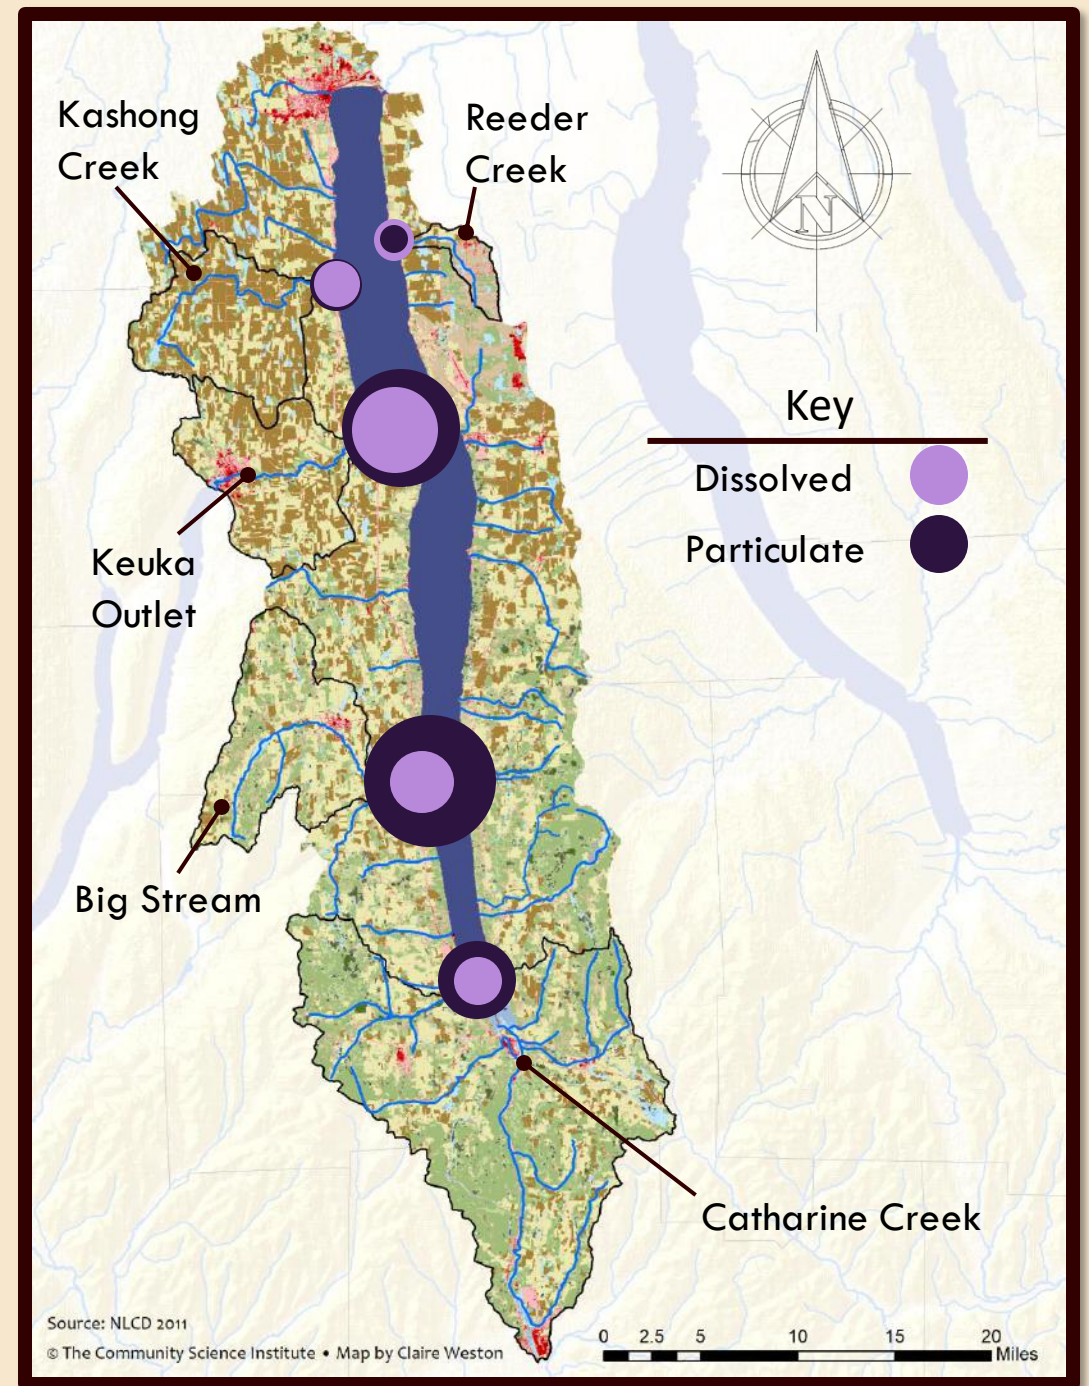 Kashong
Creek
Reeder
Creek
N
Key
Dissolved
Particulate
Keuka
Outlet
Big Stream
Catharine Creek
Source: NLCD 2011
© The Community Science Institute • Map by Claire Weston
0 2.5 5 10 15 20
Miles